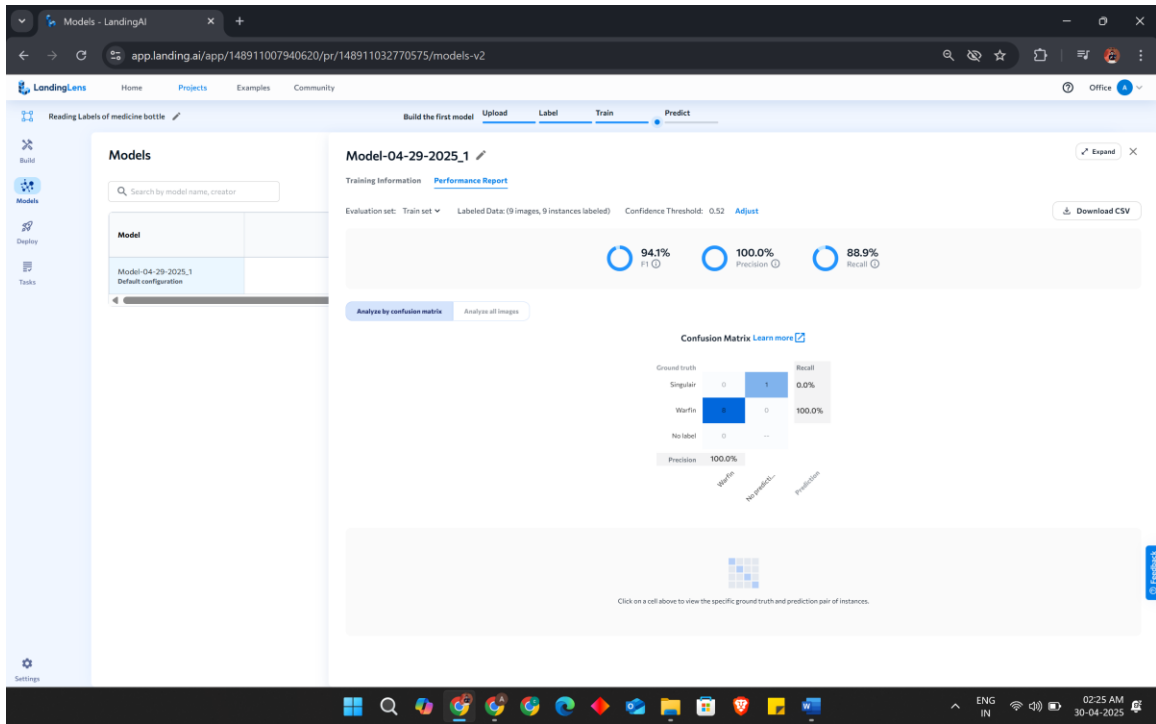 Models - LandingAI
app.landing.ai/app/148911007940620/pr/148911032770575/models-v2
LandingLens Home Projects Examples Community Office A
Reading Labels of medicine bottle Build the first model Upload Label Train Predict
Build
Models
Deploy
Tasks
Settings
Models
Search by model name, creator
Model
Model-04-29-2025_1
Default configuration
Model-04-29-2025_1 Expand
Training Information Performance Report
Evaluation set: Train set Labeled Data: (9 images, 9 instances labeled) Confidence Threshold: 0.52 Adjust Download CSV
94.1% 100.0% 88.9%
F1 Precision Recall
Analyze by confusion matrix Analyze all images
Confusion Matrix Learn more
Ground truth Recall
Singulair 0 1 0.0%
Warfin 8 0 100.0%
No label 0 --
Precision 100.0%
Warfin No predicti... Prediction
Click on a cell above to view the specific ground truth and prediction pair of instances.
Feedback
ENG 02:25 AM
IN 30-04-2025